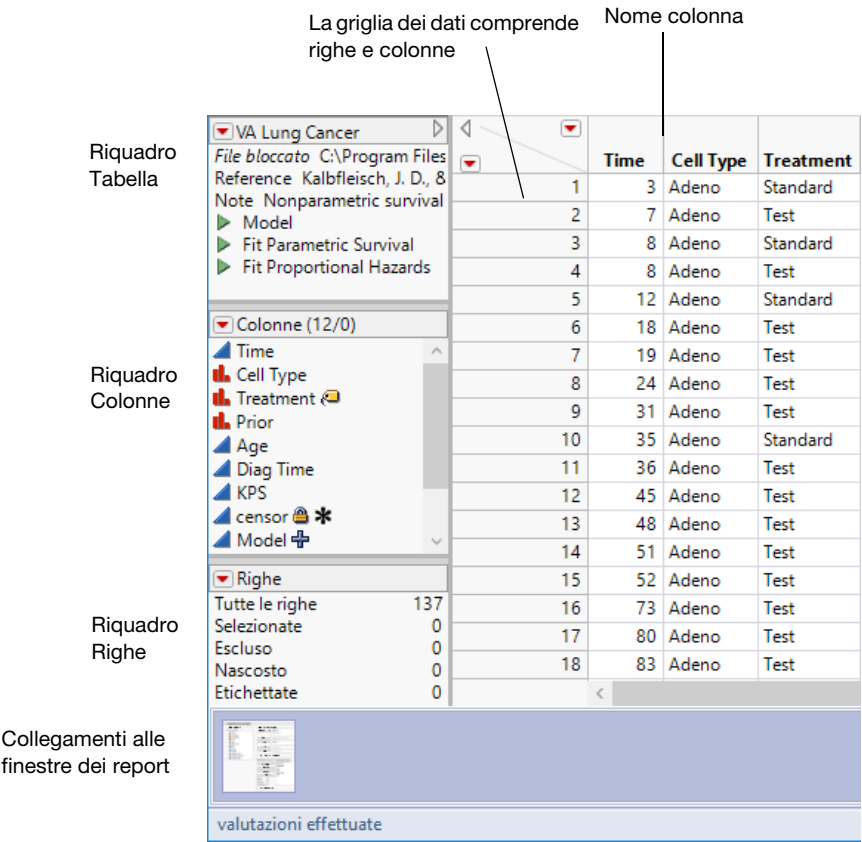 La griglia dei dati comprende
righe e colonne
Nome colonna
Riquadro
Tabella
VA Lung Cancer
File bloccato C:\Program Files
Reference Kalbfleisch, J. D., &
Note Nonparametric survival
Model
Fit Parametric Survival
Fit Proportional Hazards
Riquadro
Colonne
Colonne (12/0)
Time
Cell Type
Treatment
Prior
Age
Diag Time
KPS
censor
Model
Riquadro
Righe
Righe
Tutte le righe 137
Selezionate 0
Escluso 0
Nascosto 0
Etichettate 0
Time Cell Type Treatment
1 3 Adeno Standard
2 7 Adeno Test
3 8 Adeno Standard
4 8 Adeno Test
5 12 Adeno Standard
6 18 Adeno Test
7 19 Adeno Test
8 24 Adeno Test
9 31 Adeno Test
10 35 Adeno Standard
11 36 Adeno Test
12 45 Adeno Test
13 48 Adeno Test
14 51 Adeno Test
15 52 Adeno Test
16 73 Adeno Test
17 80 Adeno Test
18 83 Adeno Test
Collegamenti alle
finestre dei report
valutazioni effettuate